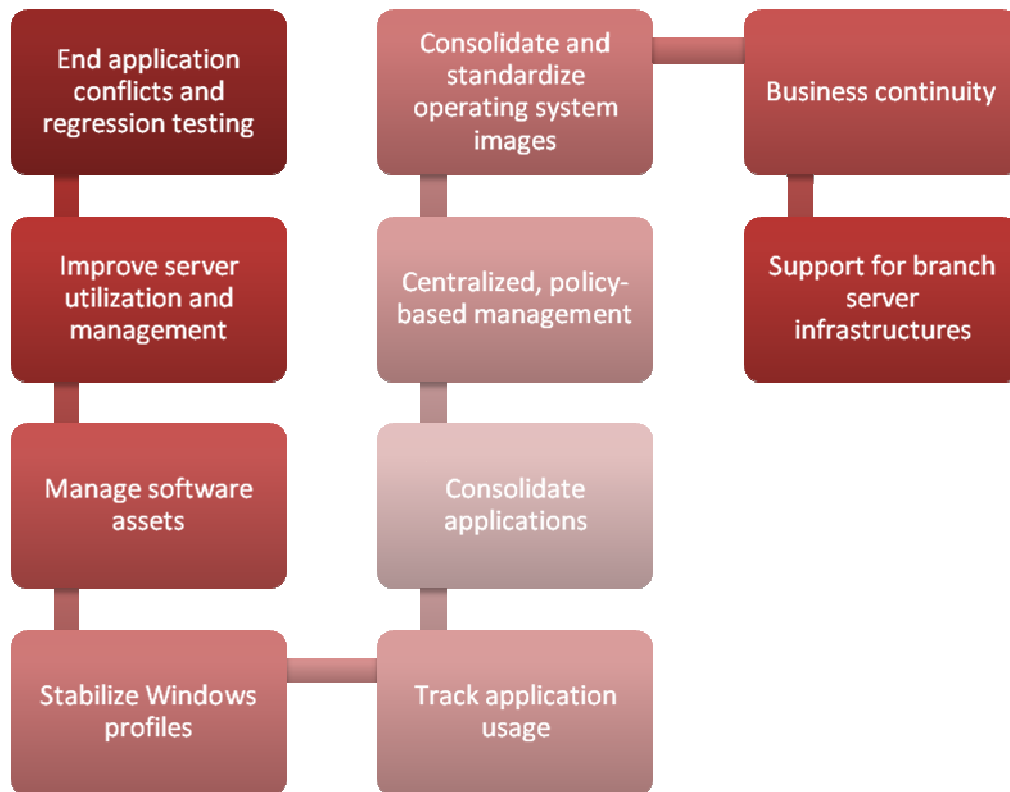 End application
conflicts and
regression testing
Improve server
utilization and
management
Manage software
assets
Stabilize Windows
profiles
Track application
usage
Consolidate
applications
Centralized, policy-
based management
Consolidate and
standardize
operating system
images
Business continuity
Support for branch
server
infrastructures